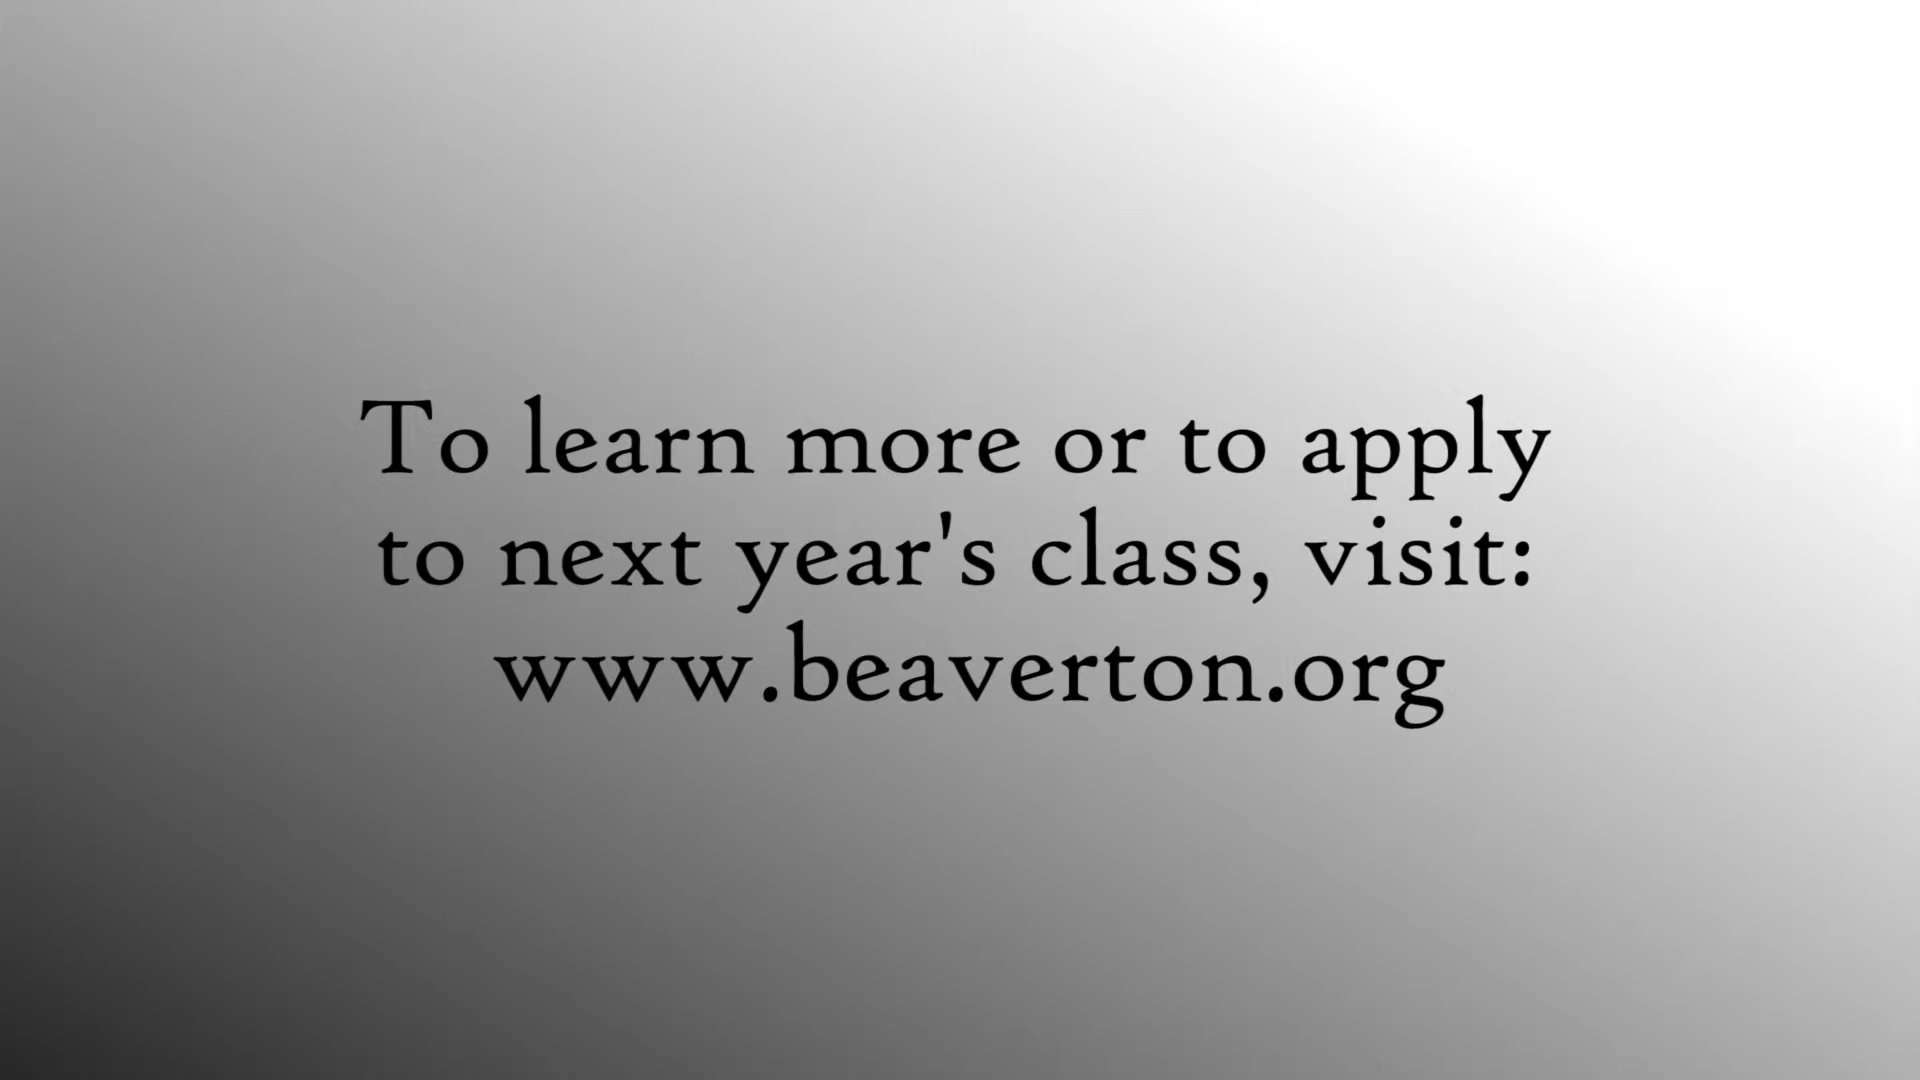 To learn more or to apply
to next year's class, visit:
www.beaverton.org